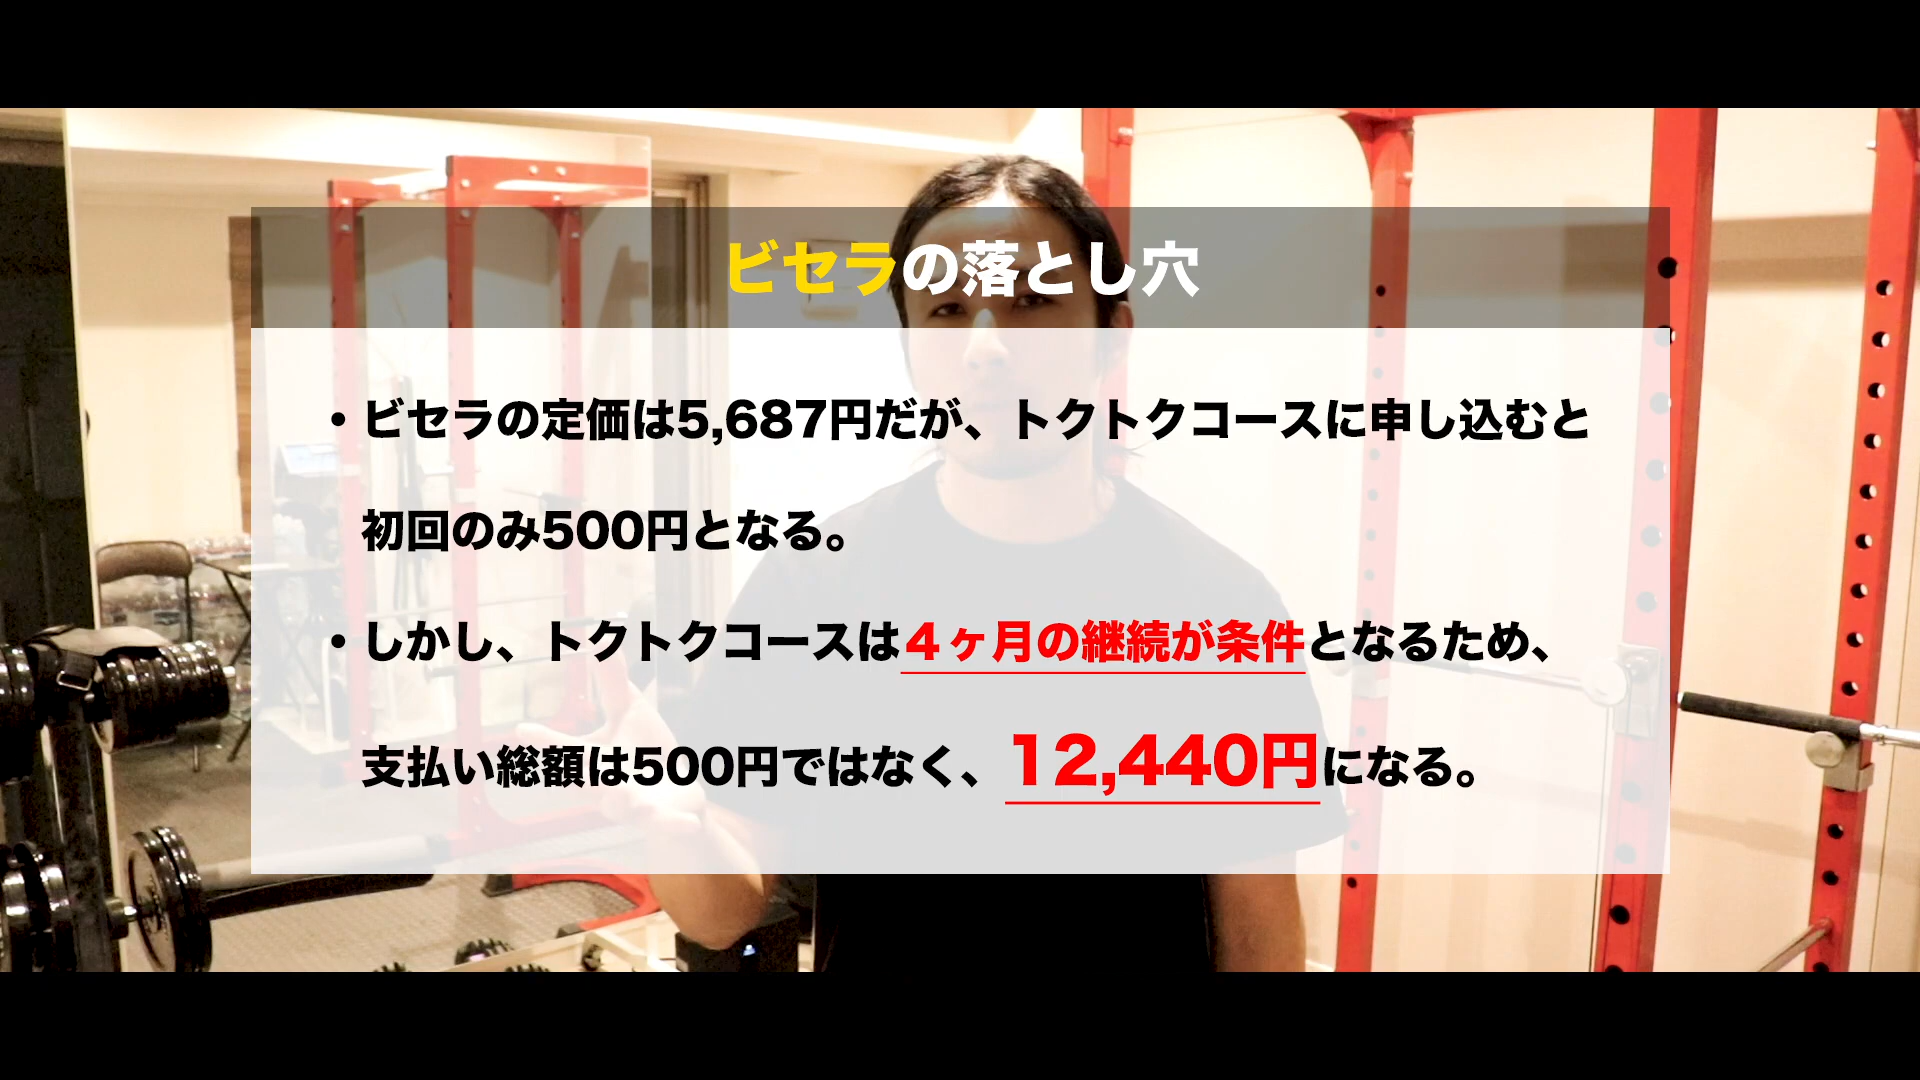 ビセラの落とし穴
・ビセラの定価は5,687円だが、トクトクコースに申し込むと
初回のみ500円となる。
・しかし、トクトクコースは４ヶ月の継続が条件となるため、
支払い総額は500円ではなく、12,440円になる。